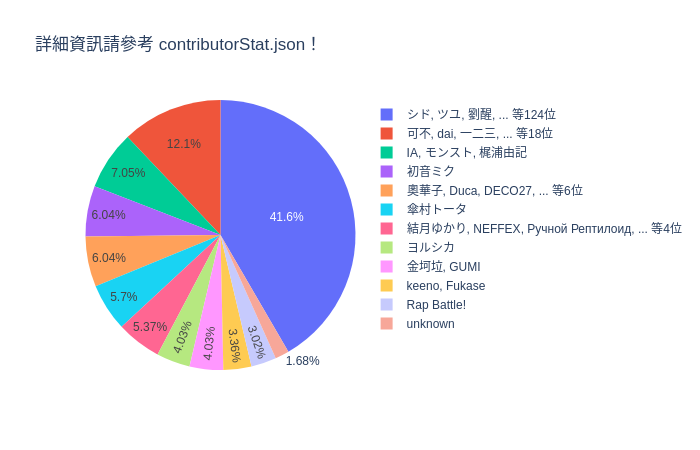 詳細資訊請參考 contributorStat.json！
41.6%
12.1%
7.05%
6.04%
6.04%
5.7%
5.37%
4.03%
4.03%
3.36%
3.02%
1.68%
シド, ツユ, 劉醒, ... 等124位
可不, dai, 一二三, ... 等18位
IA, モンスト, 梶浦由記
初音ミク
奧華子, Duca, DECO27, ... 等6位
傘村トータ
結月ゆかり, NEFFEX, Ручной Рептилоид, ... 等4位
ヨルシカ
金坷垃, GUMI
keeno, Fukase
Rap Battle!
unknown